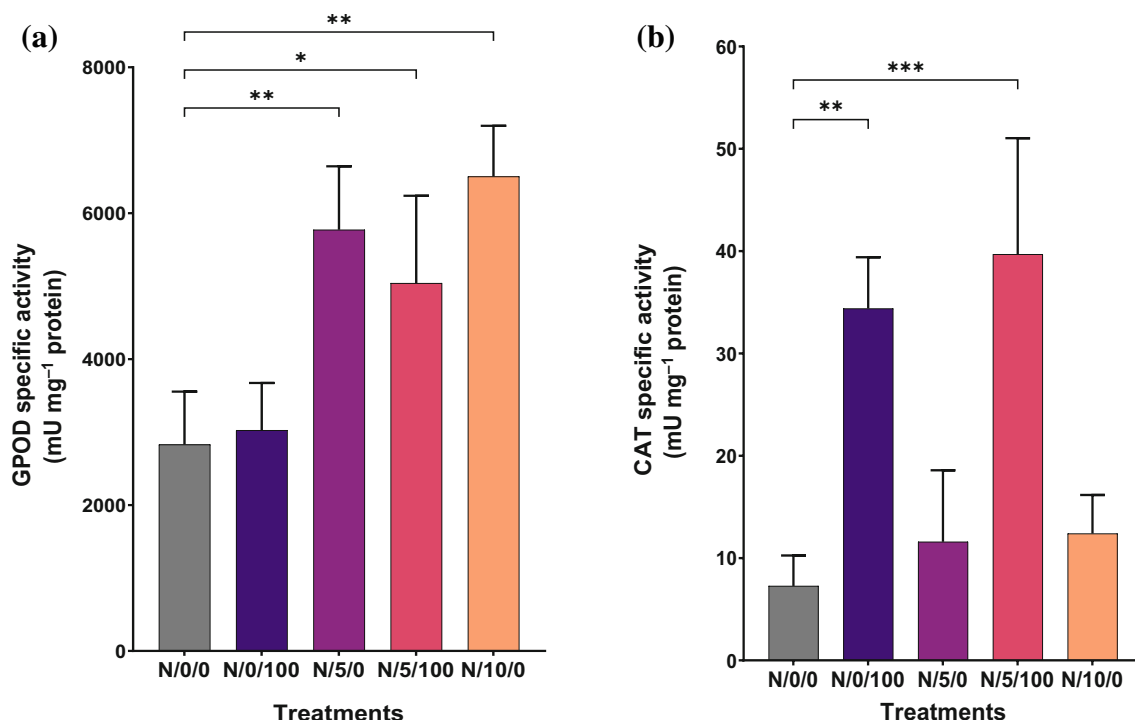 (a)
**
*
**
8000
6000
4000
2000
0
GPOD specific activity
(mU mg⁻¹ protein)
N/0/0 N/0/100 N/5/0 N/5/100 N/10/0
Treatments
(b)
***
**
60
50
40
30
20
10
0
CAT specific activity
(mU mg⁻¹ protein)
N/0/0 N/0/100 N/5/0 N/5/100 N/10/0
Treatments